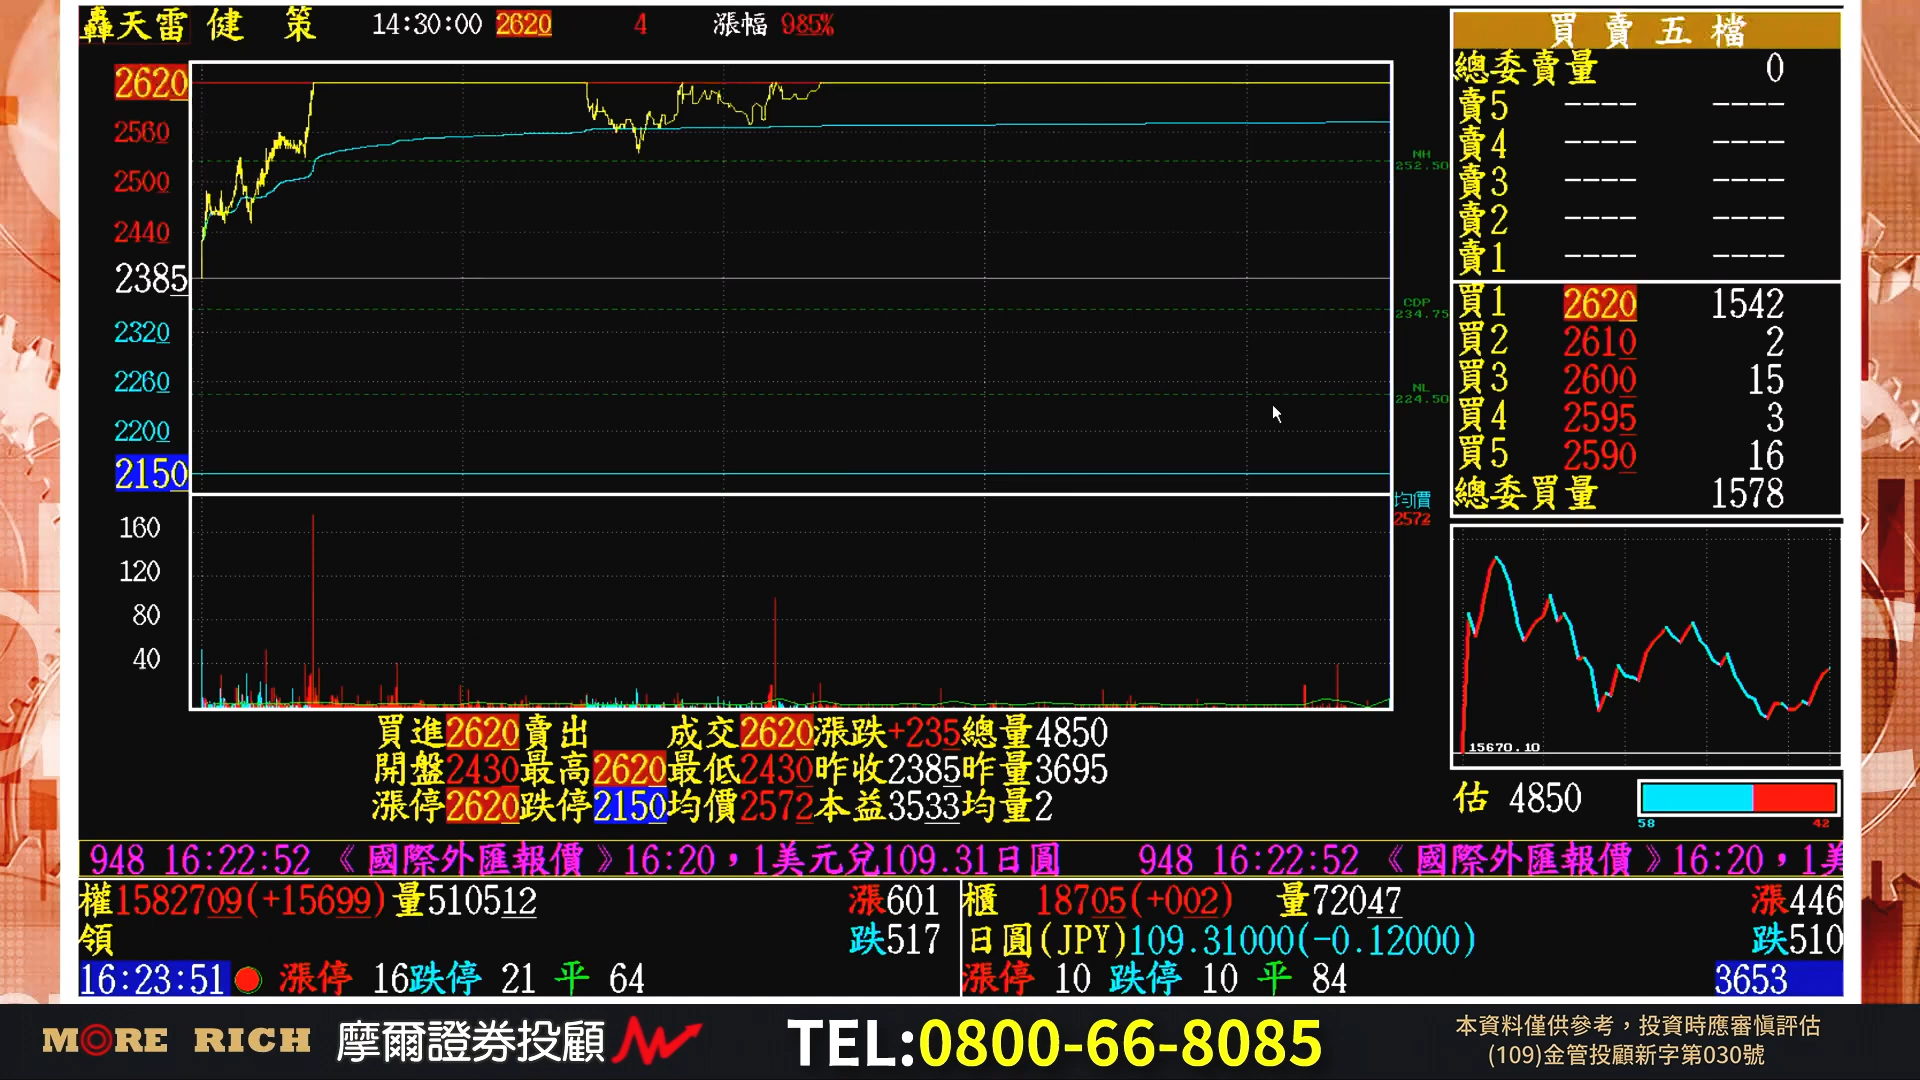 轟天雷 健 策 14:30:00 2620 4 漲幅 985%
2620
2560
2500
2440
2385
2320
2260
2200
2150
160
120
80
40
NH
252.50
CDP
234.75
NL
224.50
均價
2572
買賣五檔
總委賣量 0
賣5 ---- ----
賣4 ---- ----
賣3 ---- ----
賣2 ---- ----
賣1 ---- ----
買1 2620 1542
買2 2610 2
買3 2600 15
買4 2595 3
買5 2590 16
總委買量 1578
15670.10
估 4850
58 42
買進2620賣出 成交2620漲跌+235總量4850
開盤2430最高2620最低2430昨收2385昨量3695
漲停2620跌停2150均價2572本益3533均量2
948 16:22:52 《國際外匯報價》16:20,1美元兌109.31日圓 948 16:22:52 《國際外匯報價》16:20,1美
權1582709(+15699)量510512 漲601
領 跌517
16:23:51 漲停 16跌停 21 平 64
櫃 18705(+002) 量72047 漲446
日圓(JPY)109.31000(-0.12000) 跌510
漲停 10 跌停 10 平 84 3653
MORE RICH 摩爾證券投顧 TEL:0800-66-8085
本資料僅供參考,投資時應審慎評估
(109)金管投顧新字第030號